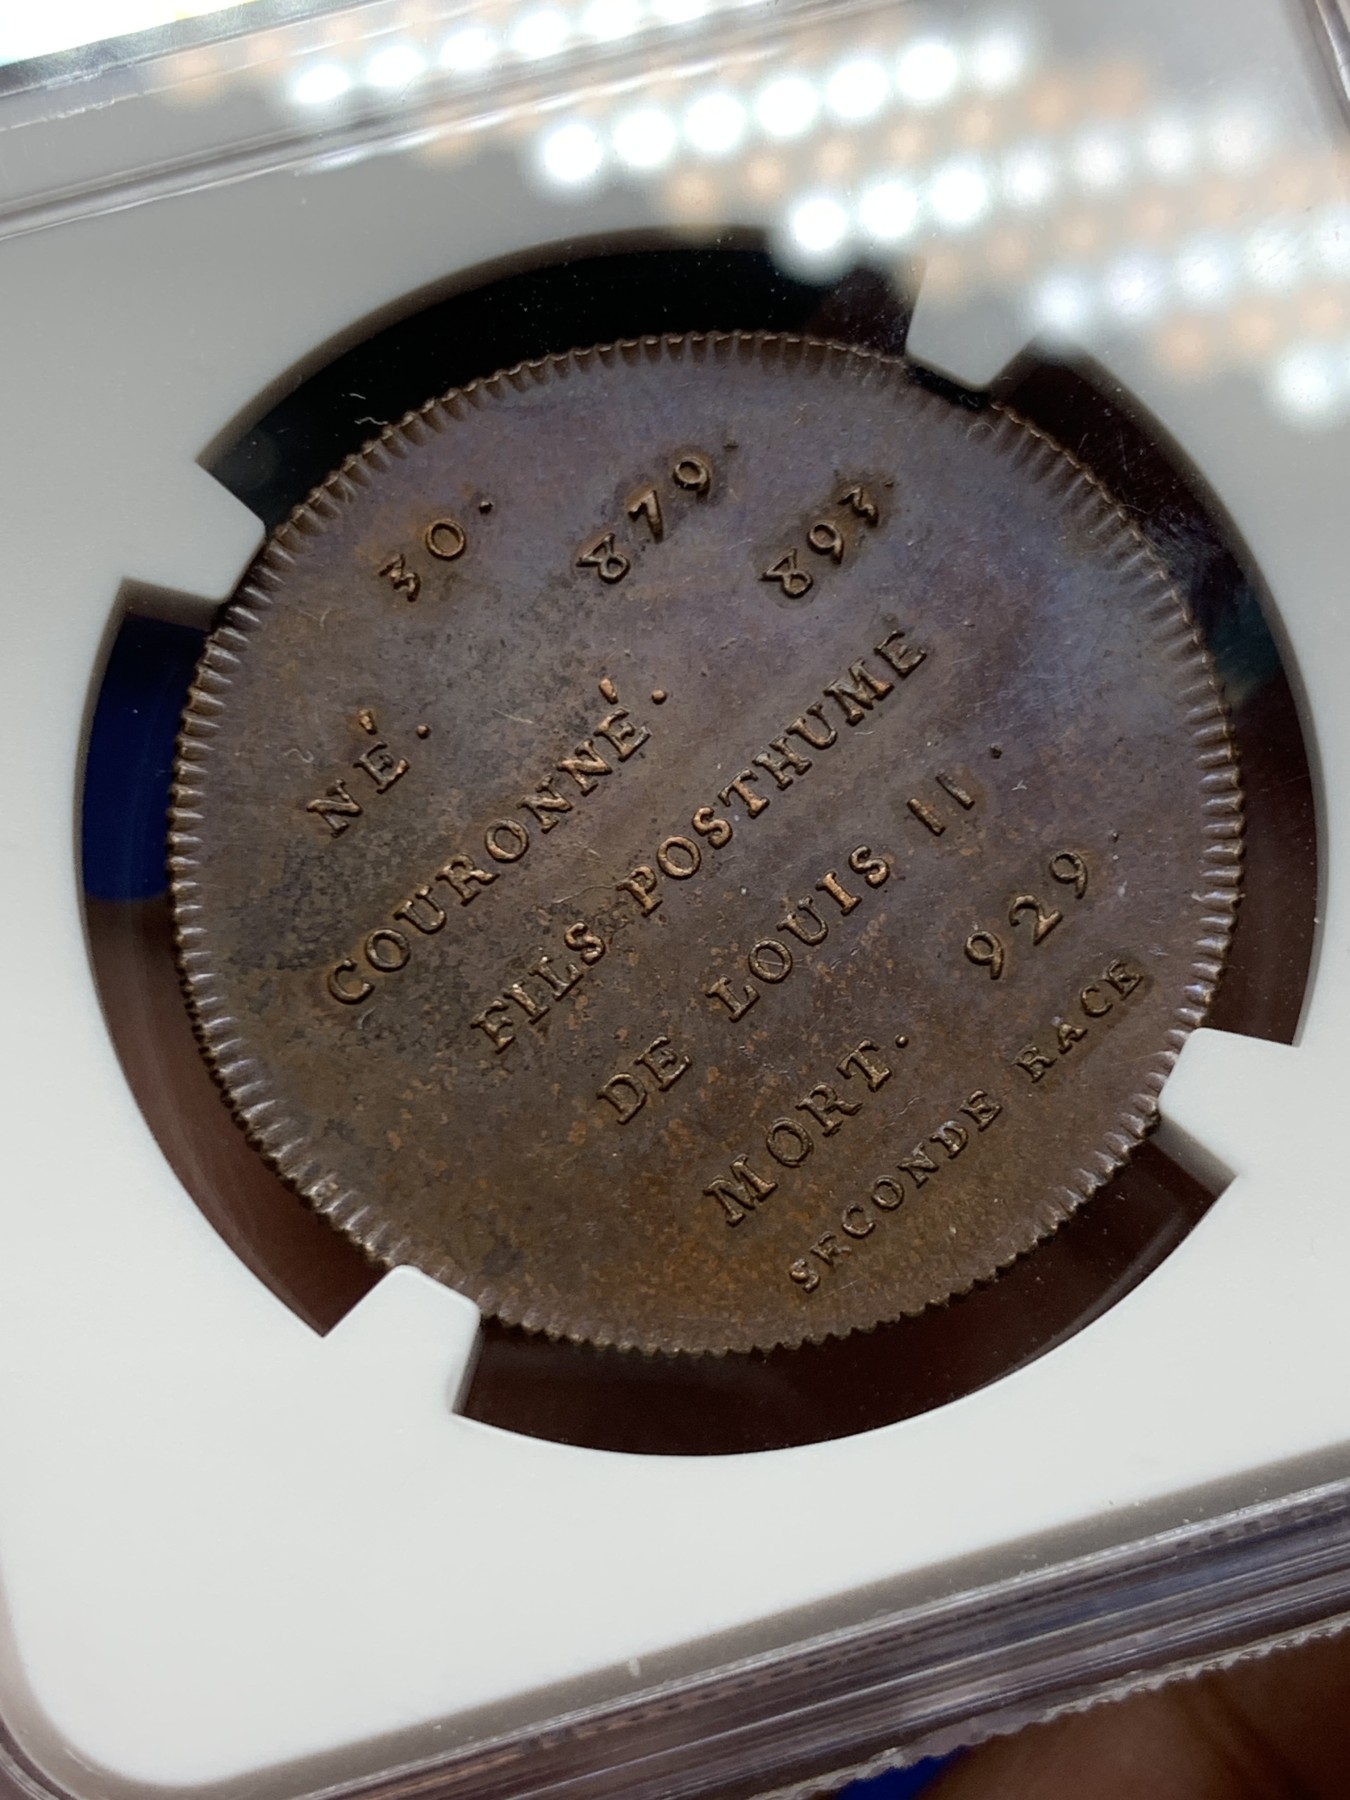 30.
NÉ. 879.
COURONNÉ. 893.
FILS POSTHUME
DE LOUIS II.
MORT. 929.
SECONDE RACE